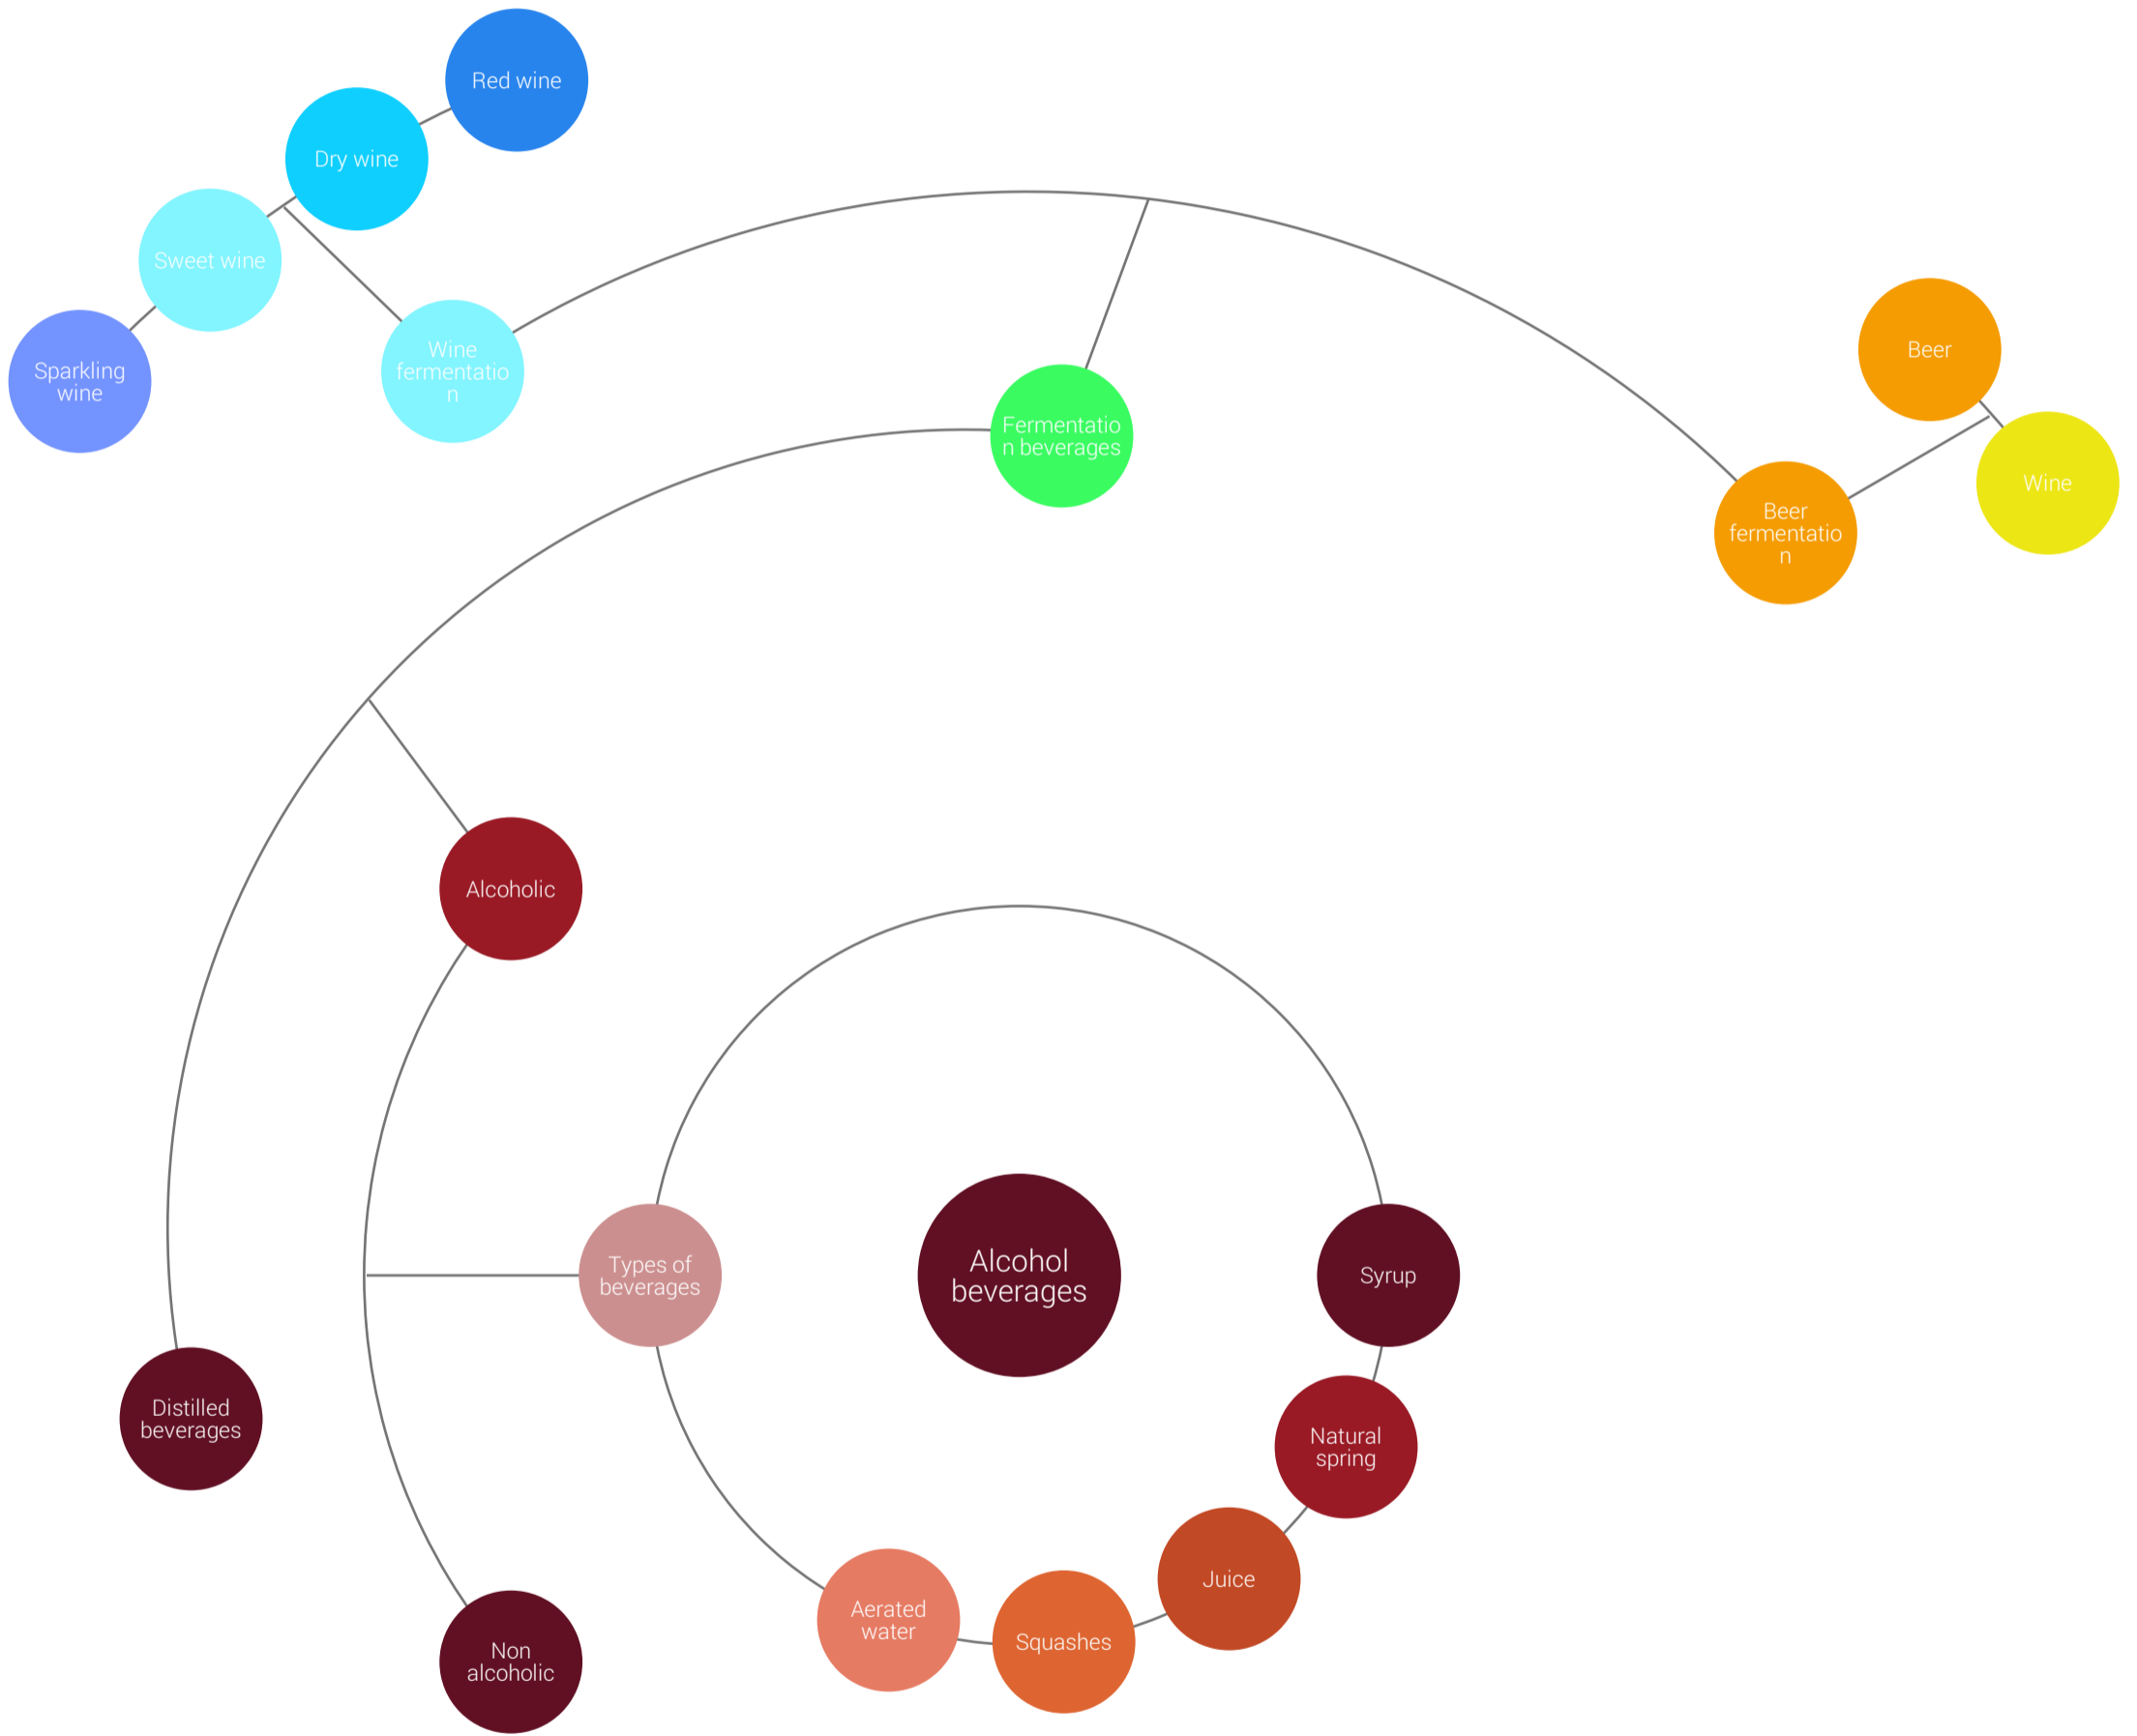 Red wine
Dry wine
Sweet wine
Sparkling
wine
Wine
fermentatio
n
Fermentatio
n beverages
Beer
Wine
Beer
fermentatio
n
Alcoholic
Types of
beverages
Alcohol
beverages
Syrup
Distilled
beverages
Natural
spring
Juice
Aerated
water
Squashes
Non
alcoholic